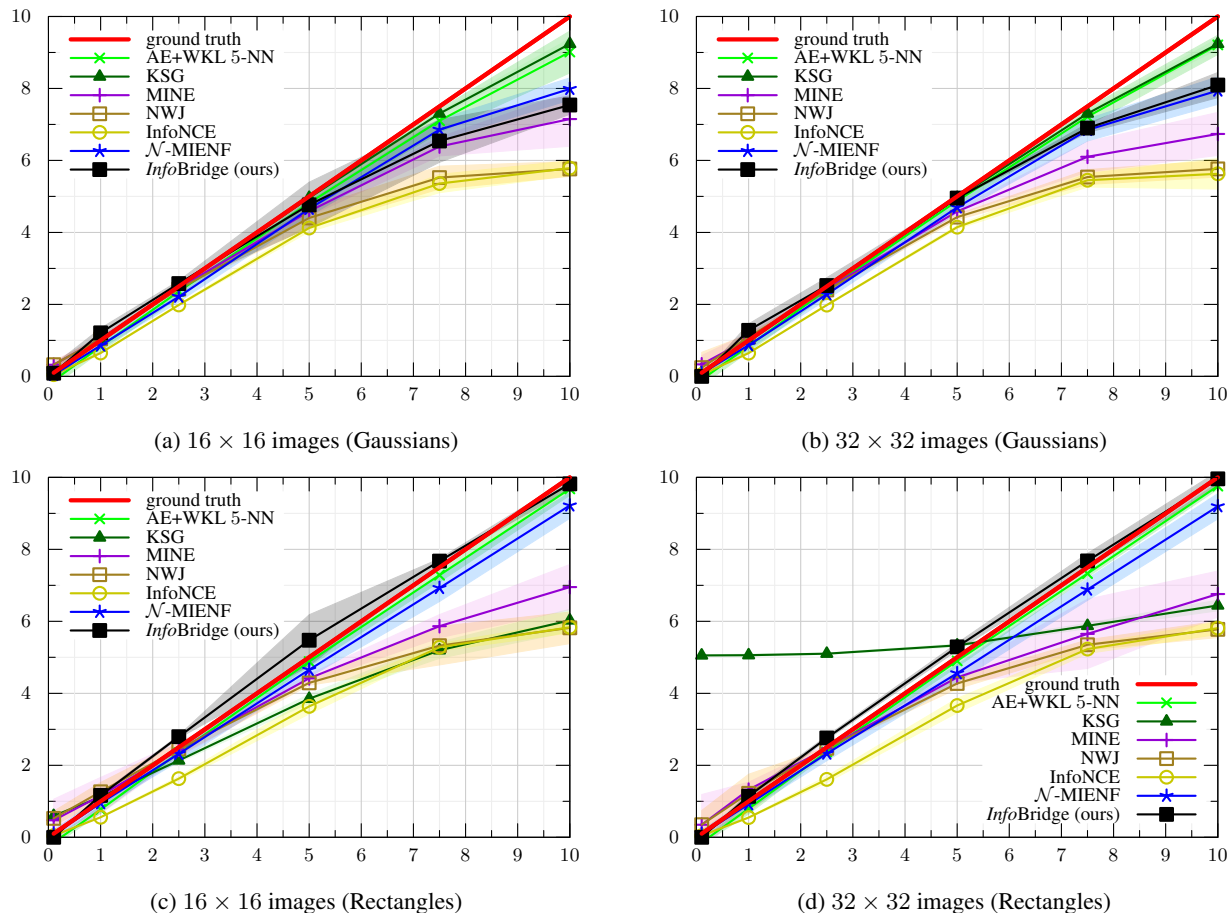 10
8
6
4
2
0
ground truth
AE+WKL 5-NN
KSG
MINE
NWJ
InfoNCE
𝒩-MIENF
InfoBridge (ours)
0 1 2 3 4 5 6 7 8 9 10
(a) 16 × 16 images (Gaussians)
10
8
6
4
2
0
ground truth
AE+WKL 5-NN
KSG
MINE
NWJ
InfoNCE
𝒩-MIENF
InfoBridge (ours)
0 1 2 3 4 5 6 7 8 9 10
(b) 32 × 32 images (Gaussians)
10
8
6
4
2
0
ground truth
AE+WKL 5-NN
KSG
MINE
NWJ
InfoNCE
𝒩-MIENF
InfoBridge (ours)
0 1 2 3 4 5 6 7 8 9 10
(c) 16 × 16 images (Rectangles)
10
8
6
4
2
0
ground truth
AE+WKL 5-NN
KSG
MINE
NWJ
InfoNCE
𝒩-MIENF
InfoBridge (ours)
0 1 2 3 4 5 6 7 8 9 10
(d) 32 × 32 images (Rectangles)